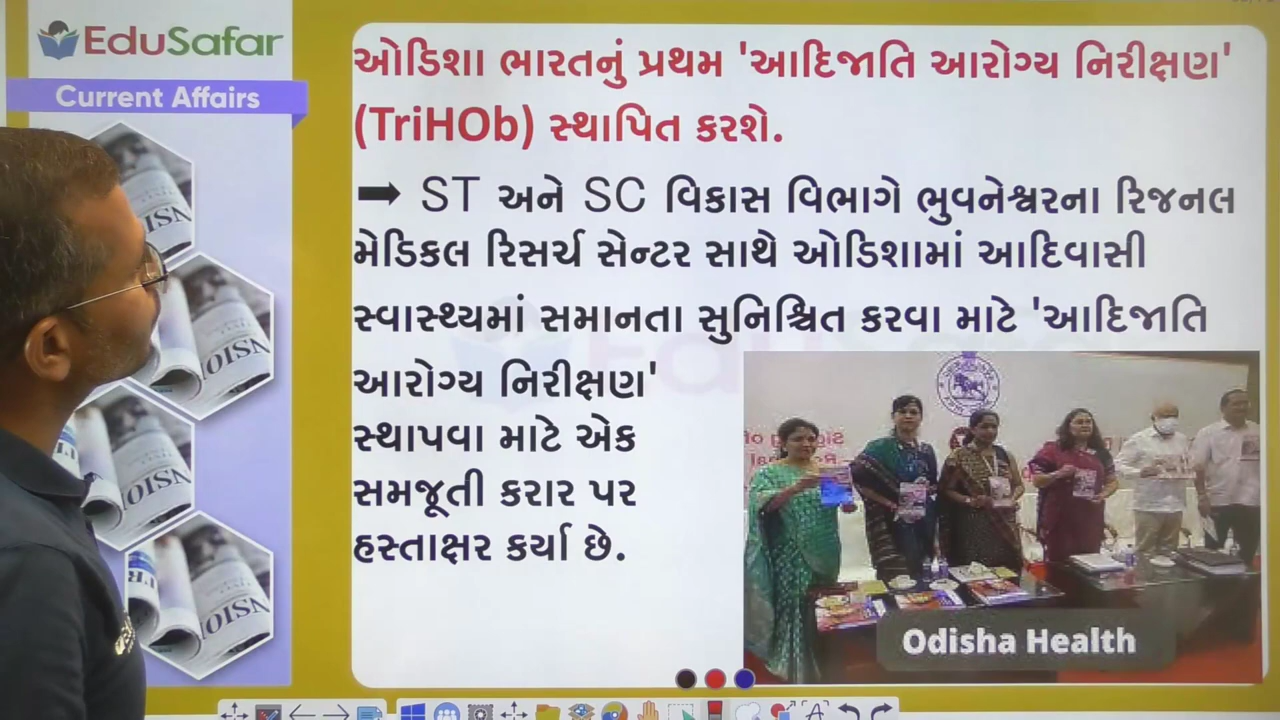 EduSafar
Current Affairs
ઓડિશા ભારતનું પ્રથમ 'આદિજાતિ આરોગ્ય નિરીક્ષણ'
(TriHOb) સ્થાપિત કરશે.
➡ ST અને SC વિકાસ વિભાગે ભુવનેશ્વરના રિજનલ
મેડિકલ રિસર્ચ સેન્ટર સાથે ઓડિશામાં આદિવાસી
સ્વાસ્થ્યમાં સમાનતા સુનિશ્ચિત કરવા માટે 'આદિજાતિ
આરોગ્ય નિરીક્ષણ'
સ્થાપવા માટે એક
સમજૂતી કરાર પર
હસ્તાક્ષર કર્યા છે.
Odisha Health